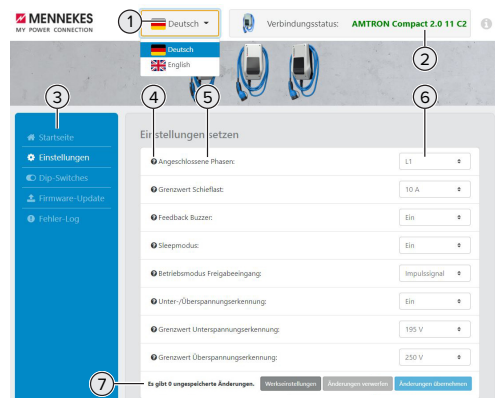 MENNEKES
MY POWER CONNECTION
1
Deutsch
Verbindungsstatus: AMTRON Compact 2.0 11 C2
2
Deutsch
English
3
4
5
6
Startseite
Einstellungen
Dip-Switches
Firmware-Update
Fehler-Log
Einstellungen setzen
Angeschlossene Phasen: L1
Grenzwert Schieflast: 10 A
Feedback Buzzer: Ein
Sleepmodus: Ein
Betriebsmodus Freigabeeingang: Impulssignal
Unter-/Überspannungserkennung: Ein
Grenzwert Unterspannungserkennung: 195 V
Grenzwert Überspannungserkennung: 250 V
7
Es gibt 0 ungespeicherte Änderungen. Werkseinstellungen Änderungen verwerfen Änderungen übernehmen